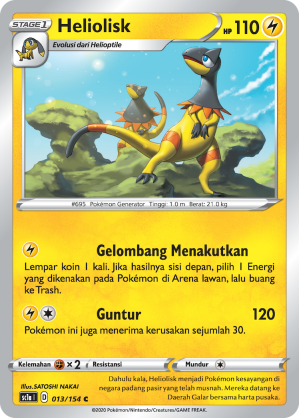 STAGE 1
Heliolisk
HP 110
Evolusi dari Helioptile
#695 Pokémon Generator Tinggi: 1.0 m Berat: 21.0 kg
Gelombang Menakutkan
Lempar koin 1 kali. Jika hasilnya sisi depan, pilih 1 Energi
yang dikenakan pada Pokémon di Arena lawan, lalu buang
ke Trash.
Guntur 120
Pokémon ini juga menerima kerusakan sejumlah 30.
Kelemahan × 2 Resistansi Mundur
Illus. SATOSHI NAKAI
sc1a I D 013/154 C
Dahulu kala, Heliolisk menjadi Pokémon kesayangan di
negara padang pasir yang telah musnah. Dia datang ke
Daerah Galar bersama harta pusaka.
©2020 Pokémon/Nintendo/Creatures/GAME FREAK.